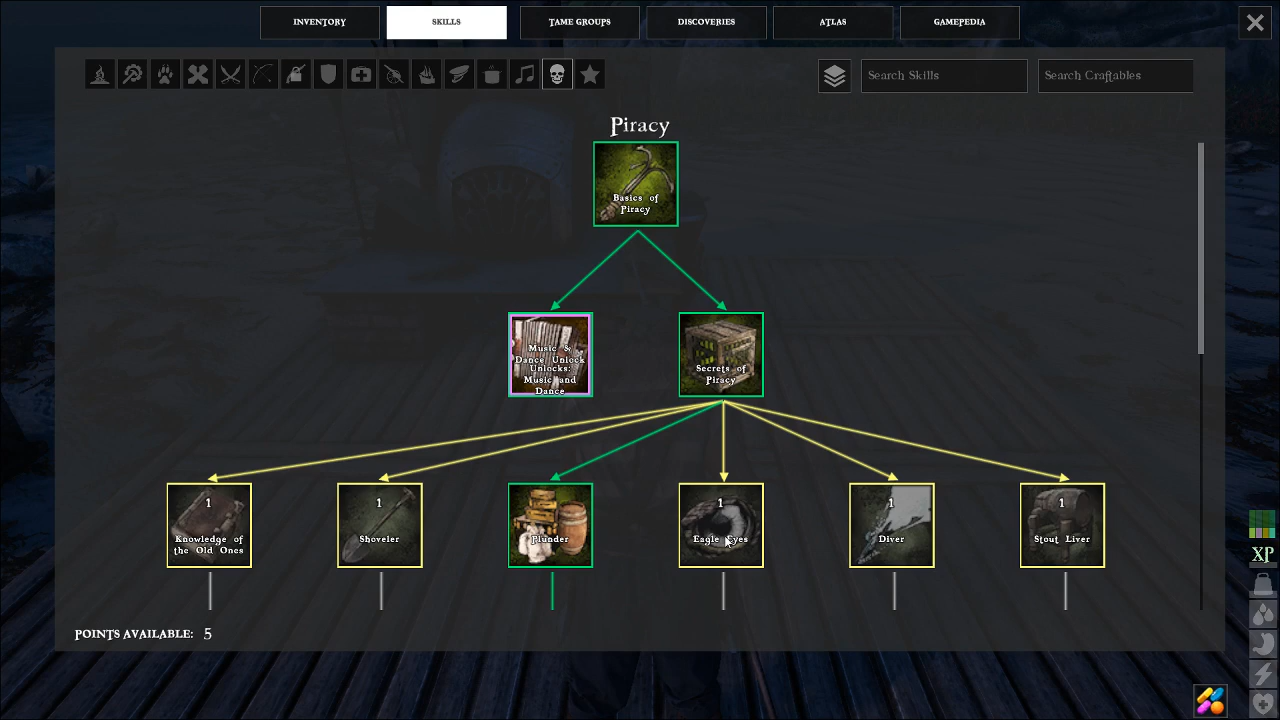 INVENTORY
SKILLS
TAME GROUPS
DISCOVERIES
ATLAS
GAMEPEDIA
Search Skills
Search Craftables
Piracy
Basics of
Piracy
Music &
Dance Unlock
Unlocks:
Music and
Dance
Secrets of
Piracy
1
Knowledge of
the Old Ones
1
Shoveler
Plunder
1
Eagle Eyes
1
Diver
1
Stout Liver
XP
POINTS AVAILABLE: 5